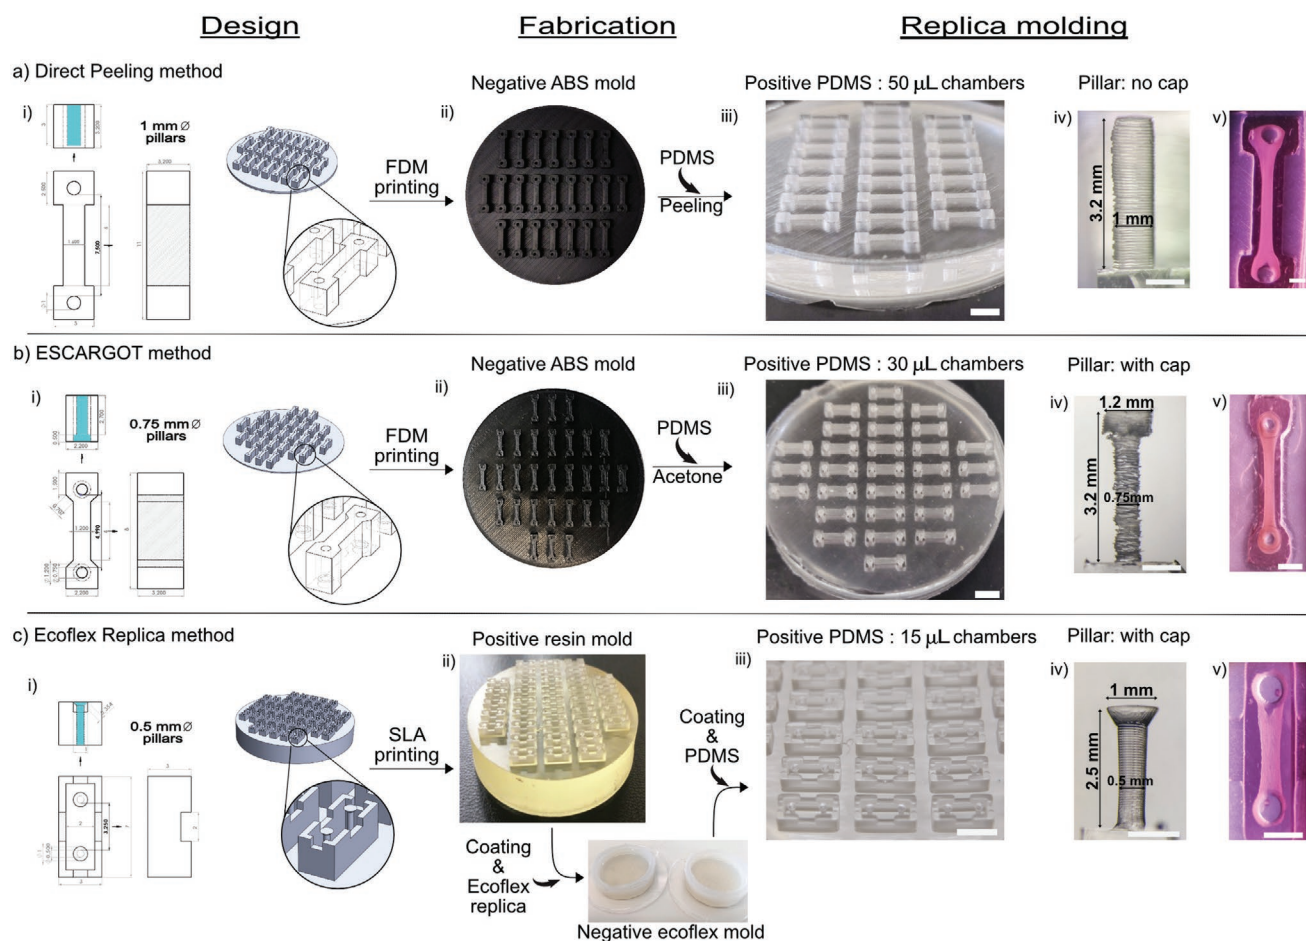 Design
Fabrication
Replica molding
a) Direct Peeling method
i)
1 mm Ø
pillars
FDM
printing
Negative ABS mold
ii)
PDMS
Peeling
Positive PDMS : 50 µL chambers
iii)
Pillar: no cap
iv)
3.2 mm
1 mm
v)
b) ESCARGOT method
i)
0.75 mm Ø
pillars
FDM
printing
Negative ABS mold
ii)
PDMS
Acetone
Positive PDMS : 30 µL chambers
iii)
Pillar: with cap
iv)
1.2 mm
3.2 mm
0.75mm
v)
c) Ecoflex Replica method
i)
0.5 mm Ø
pillars
SLA
printing
Positive resin mold
ii)
Coating
&
Ecoflex
replica
Negative ecoflex mold
Coating
&
PDMS
Positive PDMS : 15 µL chambers
iii)
Pillar: with cap
iv)
1 mm
2.5 mm
0.5 mm
v)